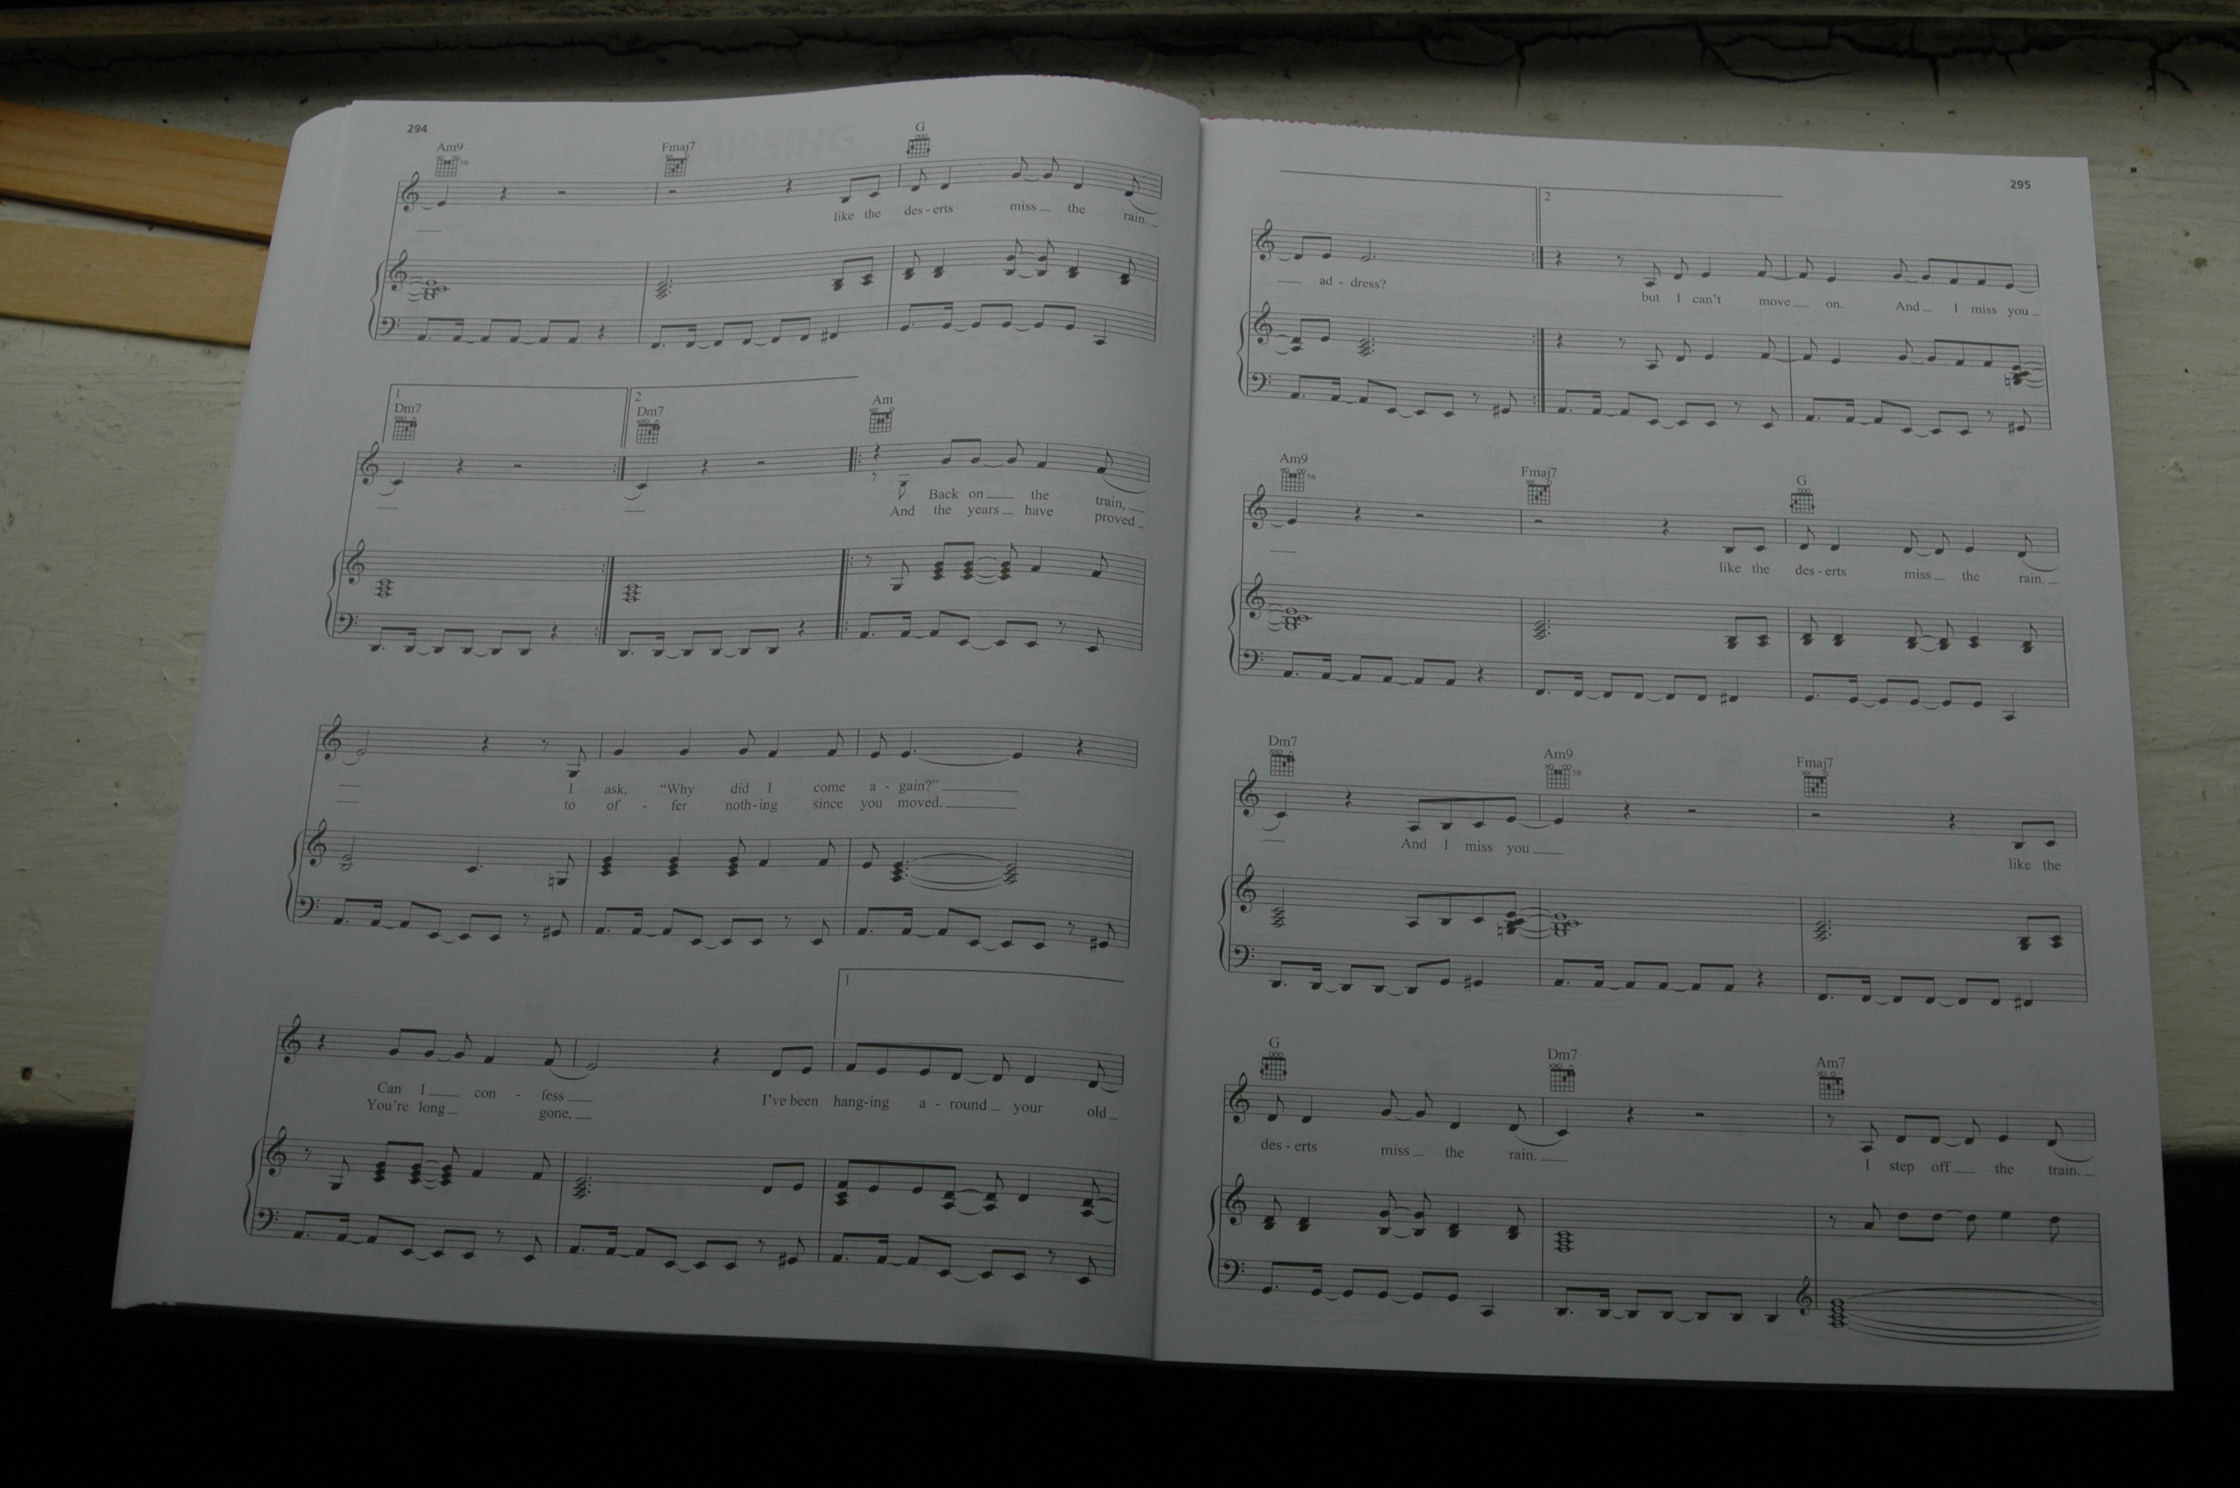 294
Am9 Fmaj7 G
like the des - erts miss the rain.
1 2
Dm7 Dm7 Am
Back on the train,
And the years have proved
I ask, "Why did I come a - gain?"
to of - fer noth - ing since you moved.
1
Can I con - fess I've been hang - ing a - round your old
You're long gone,
295
2
ad - dress? but I can't move on. And I miss you
Am9 Fmaj7 G
like the des - erts miss the rain.
Dm7 Am9 Fmaj7
And I miss you like the
G Dm7 Am7
des - erts miss the rain. I step off the train.